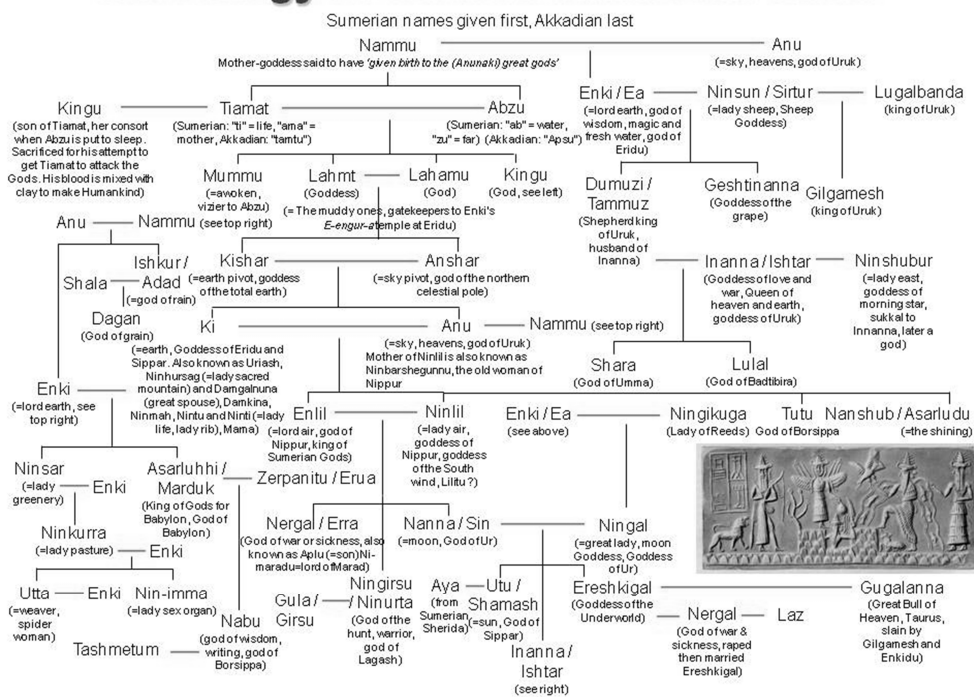 Sumerian names given first, Akkadian last
Nammu
Mother-goddess said to have 'given birth to the (Anunaki) great gods'
Anu
(=sky, heavens, god of Uruk)
Kingu
(son of Tiamat, her consort
when Abzu is put to sleep.
Sacrificed for his attempt to
get Tiamat to attack the
Gods. His blood is mixed with
clay to make Humankind)
Tiamat
(Sumerian: "ti" = life, "ama" =
mother, Akkadian: "tamtu")
Abzu
(Sumerian: "ab" = water,
"zu" = far) (Akkadian: "Apsu")
Enki / Ea
(=lord earth, god of
wisdom, magic and
fresh water, god of
Eridu)
Ninsun / Sirtur
(=lady sheep, Sheep
Goddess)
Lugalbanda
(king of Uruk)
Mummu
(=awoken,
vizier to Abzu)
Lahmt
(Goddess)
Lahamu
(God)
(= The muddy ones, gatekeepers to Enki's
E-engur-a temple at Eridu)
Kingu
(God, see left)
Dumuzi /
Tammuz
(Shepherd king
of Uruk,
husband of
Inanna)
Geshtinanna
(Goddess of the
grape)
Gilgamesh
(king of Uruk)
Anu
Nammu (see top right)
Shala
Ishkur /
Adad
(=god of rain)
Dagan
(God of grain)
Kishar
(=earth pivot, goddess
of the total earth)
Anshar
(=sky pivot, god of the northern
celestial pole)
Inanna / Ishtar
(Goddess of love and
war, Queen of
heaven and earth,
goddess of Uruk)
Ninshubur
(=lady east,
goddess of
morning star,
sukkal to
Innanna, later a
god)
Ki
(=earth, Goddess of Eridu and
Sippar. Also known as Uriash,
Ninhursag (=lady sacred
mountain) and Damgalnuna
(great spouse), Damkina,
Ninmah, Nintu and Ninti (=lady
life, lady rib), Mama)
Anu
(=sky, heavens, god of Uruk)
Mother of Ninlil is also known as
Ninbarshegunnu, the old woman of
Nippur
Nammu (see top right)
Shara
(God of Umma)
Lulal
(God of Badtibira)
Enki
(=lord earth, see
top right)
Enlil
(=lord air, god of
Nippur, king of
Sumerian Gods)
Ninlil
(=lady air,
goddess of
Nippur, goddess
of the South
wind, Lilitu ?)
Enki / Ea
(see above)
Ningikuga
(Lady of Reeds)
Tutu
God of Borsippa
Nanshub / Asarludu
(=the shining)
Ninsar
(=lady
greenery)
Enki
Asarluhhi /
Marduk
(King of Gods for
Babylon, God of
Babylon)
Zerpanitu / Erua
Ninkurra
(=lady pasture)
Enki
Nergal / Erra
(God of war or sickness, also
known as Aplu (=son) Ni-
maradu=lord of Marad)
Nanna / Sin
(=moon, God of Ur)
Ningal
(=great lady, moon
Goddess, Goddess
of Ur)
Utta
(=weaver,
spider
woman)
Enki
Nin-imma
(=lady sex organ)
Nabu
(god of wisdom,
writing, god of
Borsippa)
Tashmetum
Gula /
Girsu
Ningirsu
/ Ninurta
(God of the
hunt, warrior,
god of
Lagash)
Aya
(from
Sumerian
Sherida)
Utu /
Shamash
(=sun, God of
Sippar)
Inanna /
Ishtar
(see right)
Ereshkigal
(Goddess of the
Underworld)
Nergal
(God of war &
sickness, raped
then married
Ereshkigal)
Laz
Gugalanna
(Great Bull of
Heaven, Taurus,
slain by
Gilgamesh and
Enkidu)